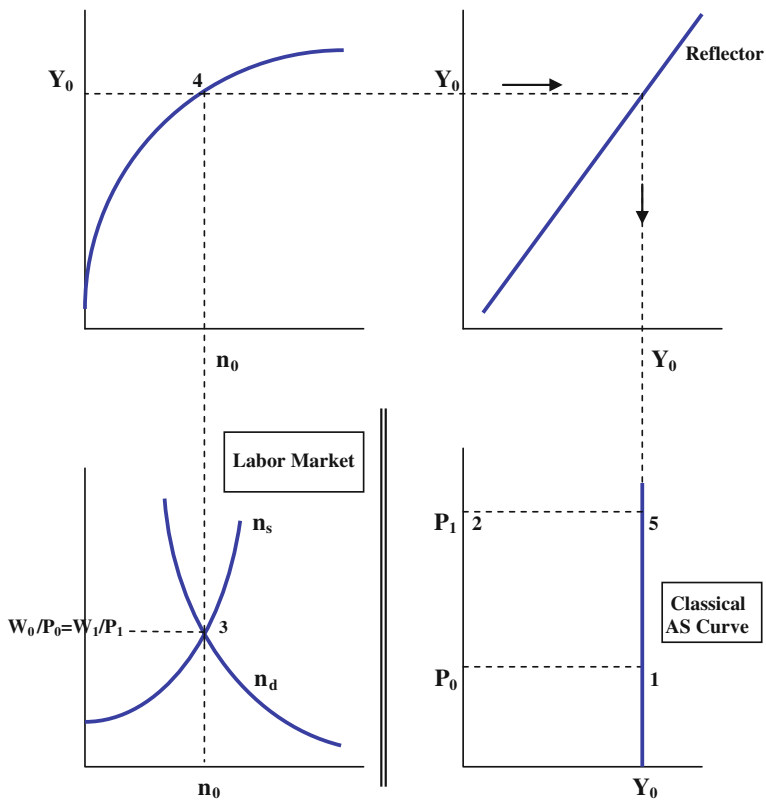 Y₀
4
n₀
Y₀
Reflector
Y₀
Labor Market
nₛ
W₀/P₀=W₁/P₁
3
n_d
n₀
P₁
2
5
Classical
AS Curve
P₀
1
Y₀